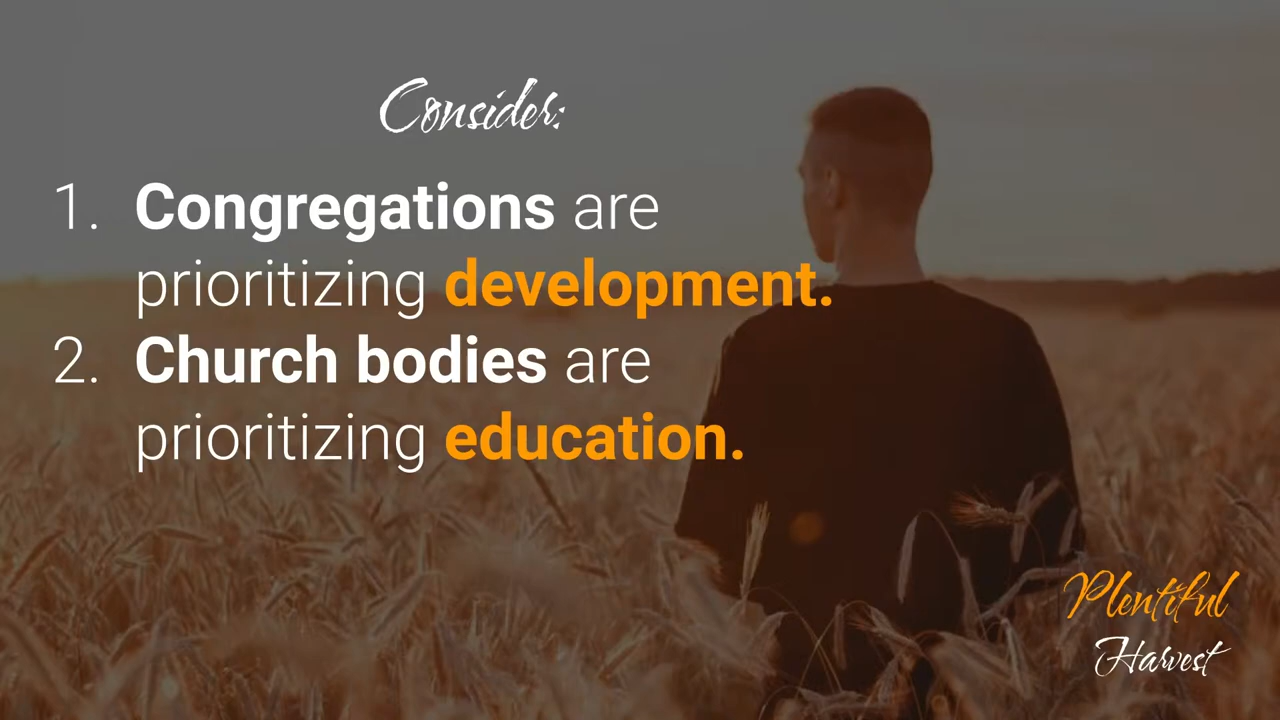 Consider:
1. Congregations are
prioritizing development.
2. Church bodies are
prioritizing education.
Plentiful
Harvest